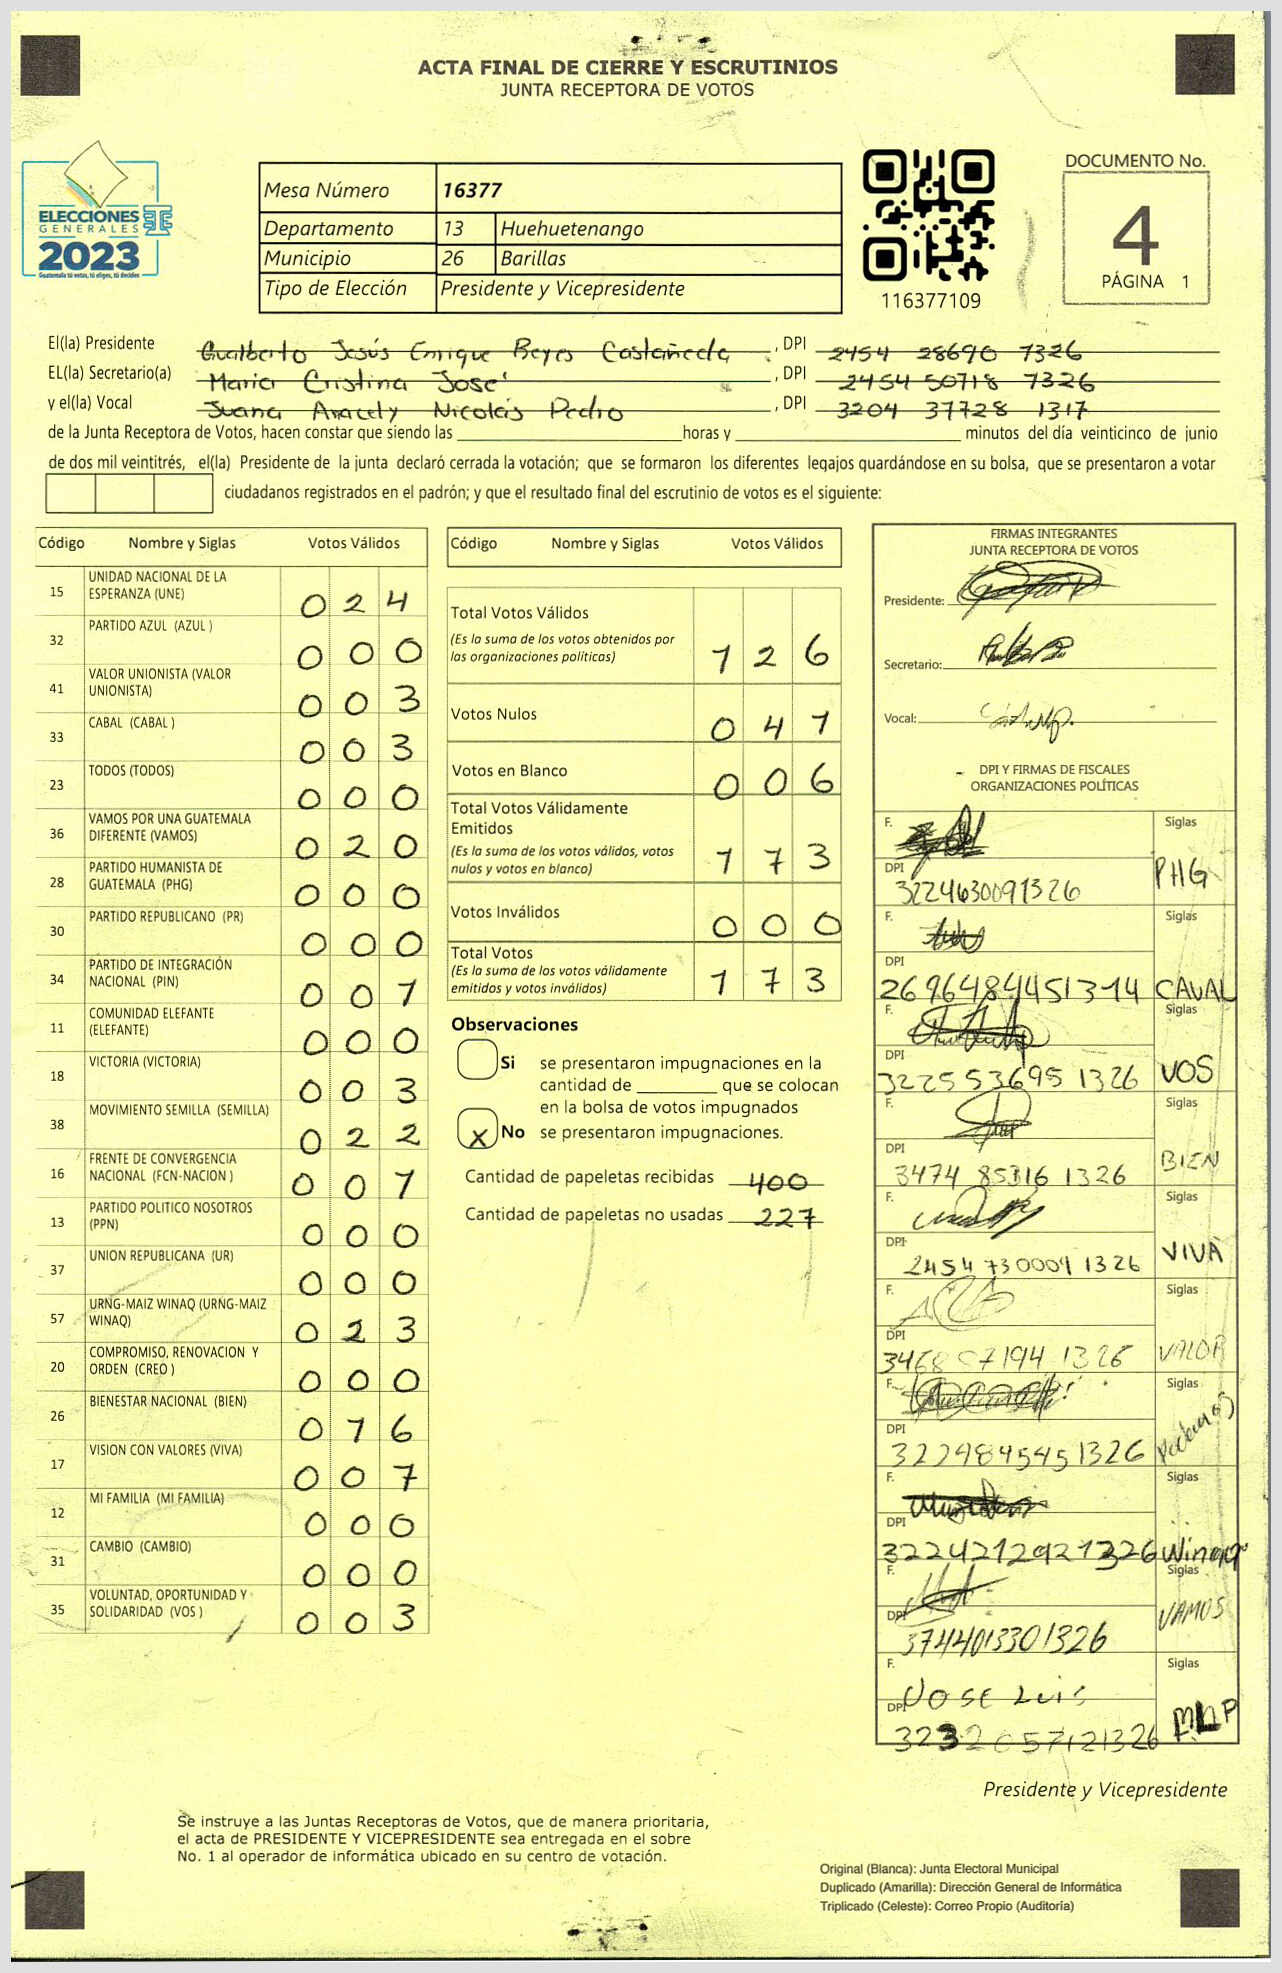 ACTA FINAL DE CIERRE Y ESCRUTINIOS
JUNTA RECEPTORA DE VOTOS
ELECCIONES
GENERALES
2023
Guatemala tú votas, tú eliges, tú decides
Mesa Número 16377
Departamento 13 Huehuetenango
Municipio 26 Barillas
Tipo de Elección Presidente y Vicepresidente
116377109
DOCUMENTO No.
4
PÁGINA 1
El(la) Presidente Gualberto Jesús Enrique Reyes Castañeda, DPI 2454 28690 1326
EL(la) Secretario(a) Maria Cristina José, DPI 2454 50718 1326
y el(la) Vocal Juana Aracely Nicolás Pedro, DPI 3204 37728 1317
de la Junta Receptora de Votos, hacen constar que siendo las ____ horas y ____ minutos del día veinticinco de junio
de dos mil veintitrés, el(la) Presidente de la junta declaró cerrada la votación; que se formaron los diferentes legajos guardándose en su bolsa, que se presentaron a votar
ciudadanos registrados en el padrón; y que el resultado final del escrutinio de votos es el siguiente:
Código Nombre y Siglas Votos Válidos
15 UNIDAD NACIONAL DE LA ESPERANZA (UNE) 0 2 4
32 PARTIDO AZUL (AZUL ) 0 0 0
41 VALOR UNIONISTA (VALOR UNIONISTA) 0 0 3
33 CABAL (CABAL ) 0 0 3
23 TODOS (TODOS) 0 0 0
36 VAMOS POR UNA GUATEMALA DIFERENTE (VAMOS) 0 2 0
28 PARTIDO HUMANISTA DE GUATEMALA (PHG) 0 0 0
30 PARTIDO REPUBLICANO (PR) 0 0 0
34 PARTIDO DE INTEGRACIÓN NACIONAL (PIN) 0 0 1
11 COMUNIDAD ELEFANTE (ELEFANTE) 0 0 0
18 VICTORIA (VICTORIA) 0 0 3
38 MOVIMIENTO SEMILLA (SEMILLA) 0 2 2
16 FRENTE DE CONVERGENCIA NACIONAL (FCN-NACION ) 0 0 1
13 PARTIDO POLITICO NOSOTROS (PPN) 0 0 0
37 UNION REPUBLICANA (UR) 0 0 0
57 URNG-MAIZ WINAQ (URNG-MAIZ WINAQ) 0 2 3
20 COMPROMISO, RENOVACION Y ORDEN (CREO ) 0 0 0
26 BIENESTAR NACIONAL (BIEN) 0 1 6
17 VISION CON VALORES (VIVA) 0 0 7
12 MI FAMILIA (MI FAMILIA) 0 0 0
31 CAMBIO (CAMBIO) 0 0 0
35 VOLUNTAD, OPORTUNIDAD Y SOLIDARIDAD (VOS ) 0 0 3
Código Nombre y Siglas Votos Válidos
Total Votos Válidos
(Es la suma de los votos obtenidos por las organizaciones politicas) 1 2 6
Votos Nulos 0 4 1
Votos en Blanco 0 0 6
Total Votos Válidamente Emitidos
(Es la suma de los votos válidos, votos nulos y votos en blanco) 1 7 3
Votos Inválidos 0 0 0
Total Votos
(Es la suma de los votos válidamente emitidos y votos inválidos) 1 7 3
Observaciones
Si se presentaron impugnaciones en la
cantidad de ____ que se colocan
en la bolsa de votos impugnados
X No se presentaron impugnaciones.
Cantidad de papeletas recibidas 400
Cantidad de papeletas no usadas 227
FIRMAS INTEGRANTES
JUNTA RECEPTORA DE VOTOS
Presidente:
Secretario:
Vocal:
DPI Y FIRMAS DE FISCALES
ORGANIZACIONES POLÍTICAS
F. Siglas
DPI 3224630091326 PHG
F. Siglas
DPI 2696484451314 CAVAL
F. Siglas
DPI 322553695 1326 VOS
F. Siglas
DPI 3474 85316 1326 BIEN
F. Siglas
DPI 2454 730009 1326 VIVA
F. Siglas
DPI 1326 VALOR
F. Siglas
DPI 322484545 1326 Podemos
F. Siglas
DPI 3224212921326 Winaq
F. Siglas
DPI 3744013301326 VAMOS
F. JOSE LUIS Siglas
DPI MLP
Presidente y Vicepresidente
Se instruye a las Juntas Receptoras de Votos, que de manera prioritaria,
el acta de PRESIDENTE Y VICEPRESIDENTE sea entregada en el sobre
No. 1 al operador de informática ubicado en su centro de votación.
Original (Blanca): Junta Electoral Municipal
Duplicado (Amarilla): Dirección General de Informática
Triplicado (Celeste): Correo Propio (Auditoría)